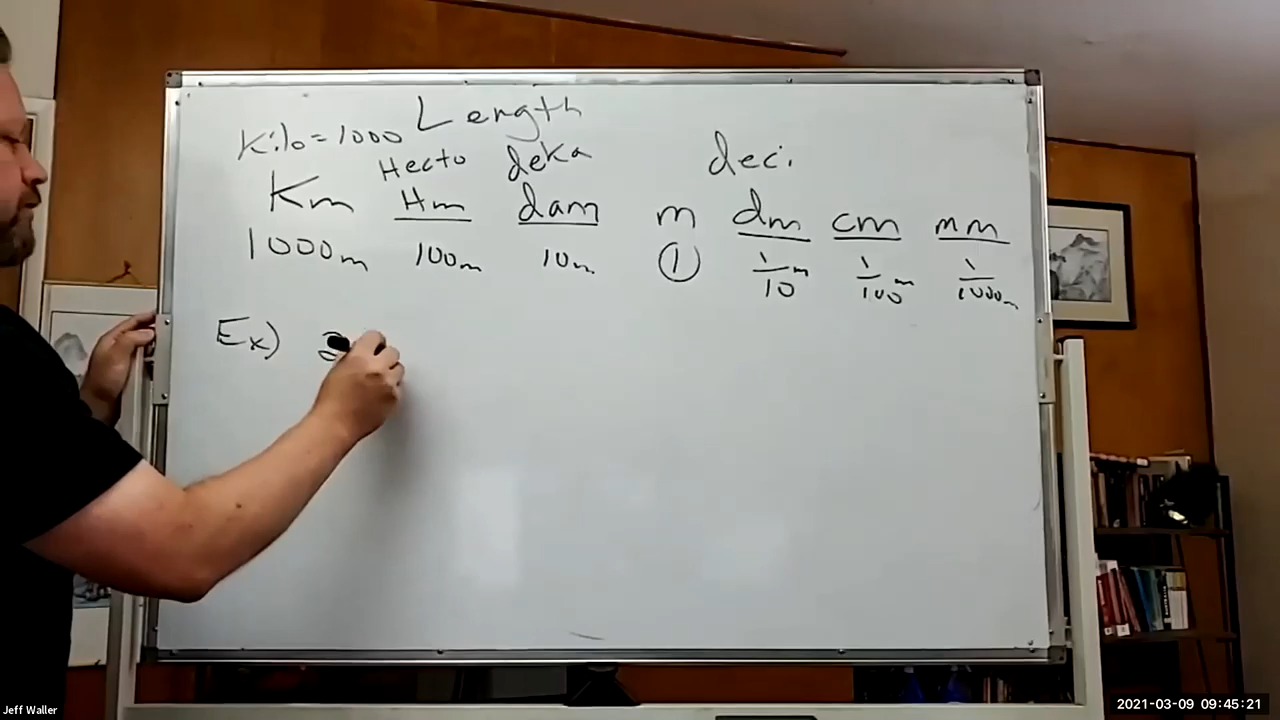 Length
Kilo=1000
Hecto deka deci
Km Hm dam m dm cm mm
1000m 100m 10m 1 1/10 m 1/100 m 1/1000 m
Ex) 2
Jeff Waller
2021-03-09 09:45:21